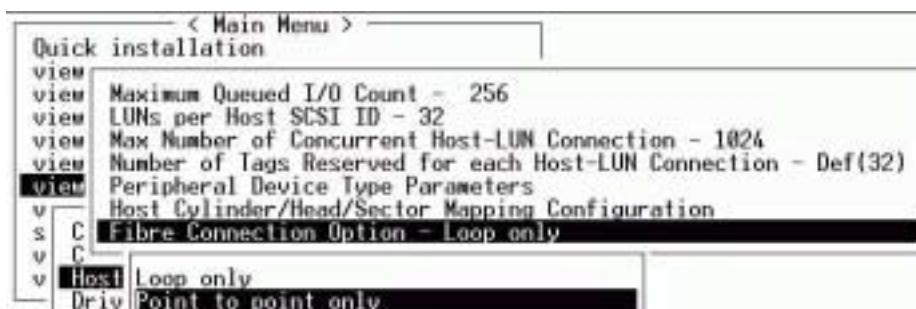 < Main Menu >
Quick installation
view
view Maximum Queued I/O Count - 256
view LUNs per Host SCSI ID - 32
view Max Number of Concurrent Host-LUN Connection - 1024
view Number of Tags Reserved for each Host-LUN Connection - Def(32)
view Peripheral Device Type Parameters
v Host Cylinder/Head/Sector Mapping Configuration
s C Fibre Connection Option - Loop only
v C
v Host Loop only
Driv Point to point only